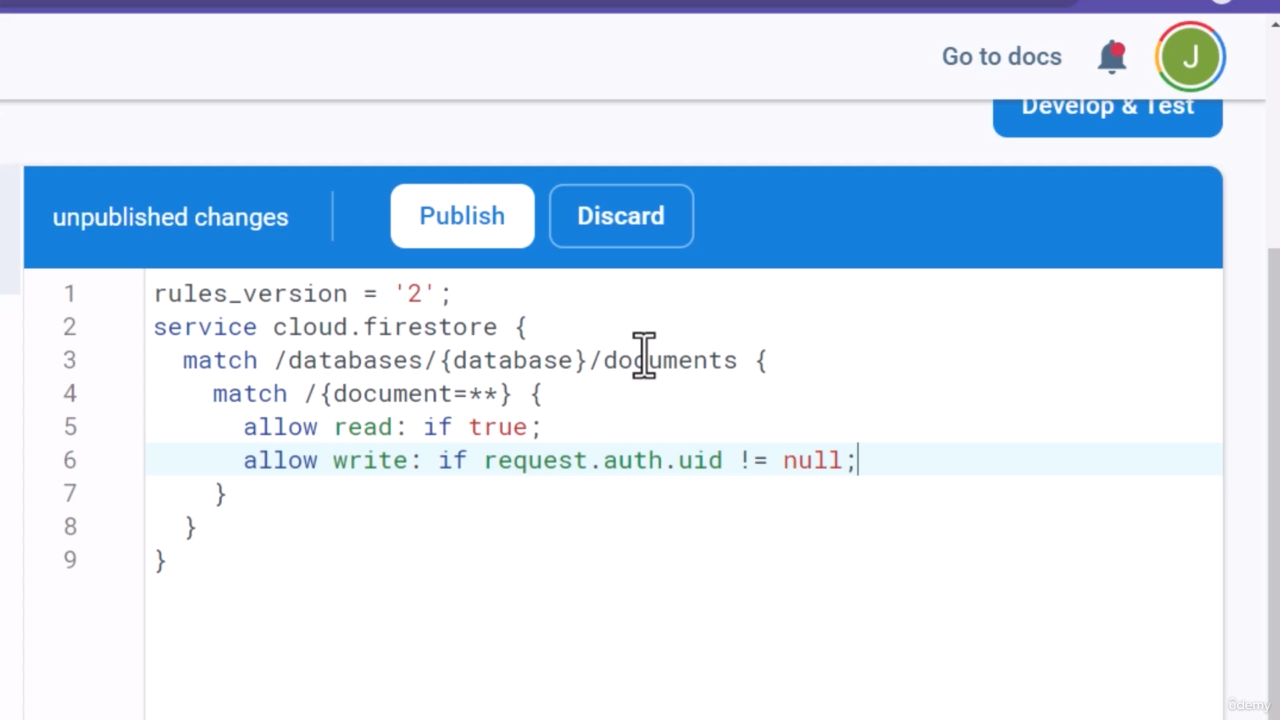 Go to docs
J
Develop & Test
unpublished changes
Publish
Discard
1 rules_version = '2';
2 service cloud.firestore {
3   match /databases/{database}/documents {
4     match /{document=**} {
5       allow read: if true;
6       allow write: if request.auth.uid != null;
7     }
8   }
9 }
ûdemy